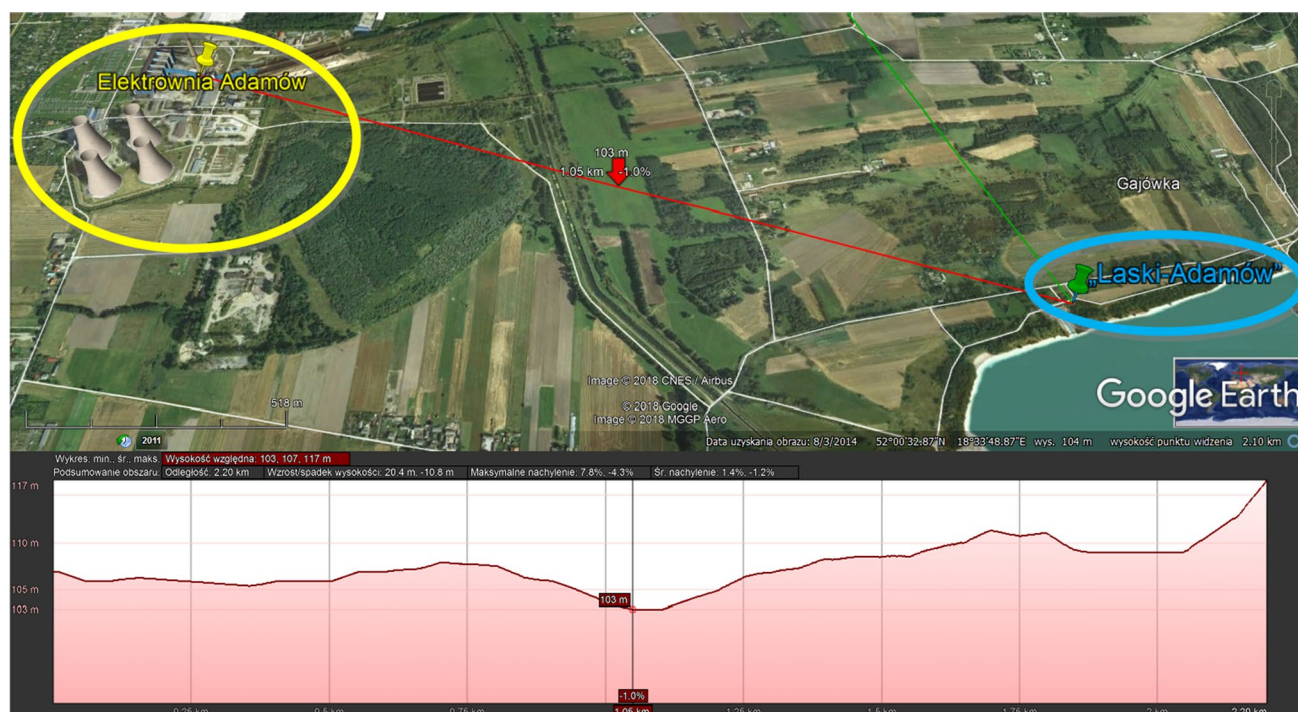 Elektrownia Adamów
103 m
1.05 km -1.0%
Gajówka
„Laski-Adamów”
Image © 2018 CNES / Airbus
© 2018 Google
Image © 2018 MGGP Aero
Google Earth
518 m
2011
Data uzyskania obrazu: 8/3/2014 52°00'32.87"N 18°33'48.87"E wys. 104 m wysokość punktu widzenia 2.10 km
Wykres. min., śr., maks. Wysokość względna: 103, 107, 117 m
Podsumowanie obszaru: Odległość: 2.20 km Wzrost/spadek wysokości: 20.4 m, -10.8 m Maksymalne nachylenie: 7.8%, -4.3% Śr. nachylenie: 1.4%, -1.2%
117 m
110 m
105 m
103 m
103 m
-1.0%
0.25 km 0.5 km 0.75 km 1.05 km 1.25 km 1.5 km 1.75 km 2 km 2.20 km